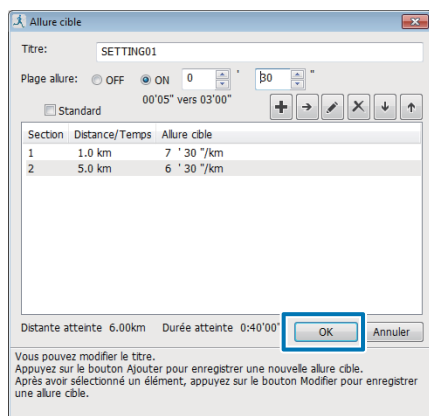 Allure cible
Titre: SETTING01
Plage allure: OFF ON 0 ' 30 "
00'05" vers 03'00"
Standard
Section Distance/Temps Allure cible
1 1.0 km 7 ' 30 "/km
2 5.0 km 6 ' 30 "/km
Distante atteinte 6.00km Durée atteinte 0:40'00" OK Annuler
Vous pouvez modifier le titre.
Appuyez sur le bouton Ajouter pour enregistrer une nouvelle allure cible.
Après avoir sélectionné un élément, appuyez sur le bouton Modifier pour enregistrer
une allure cible.